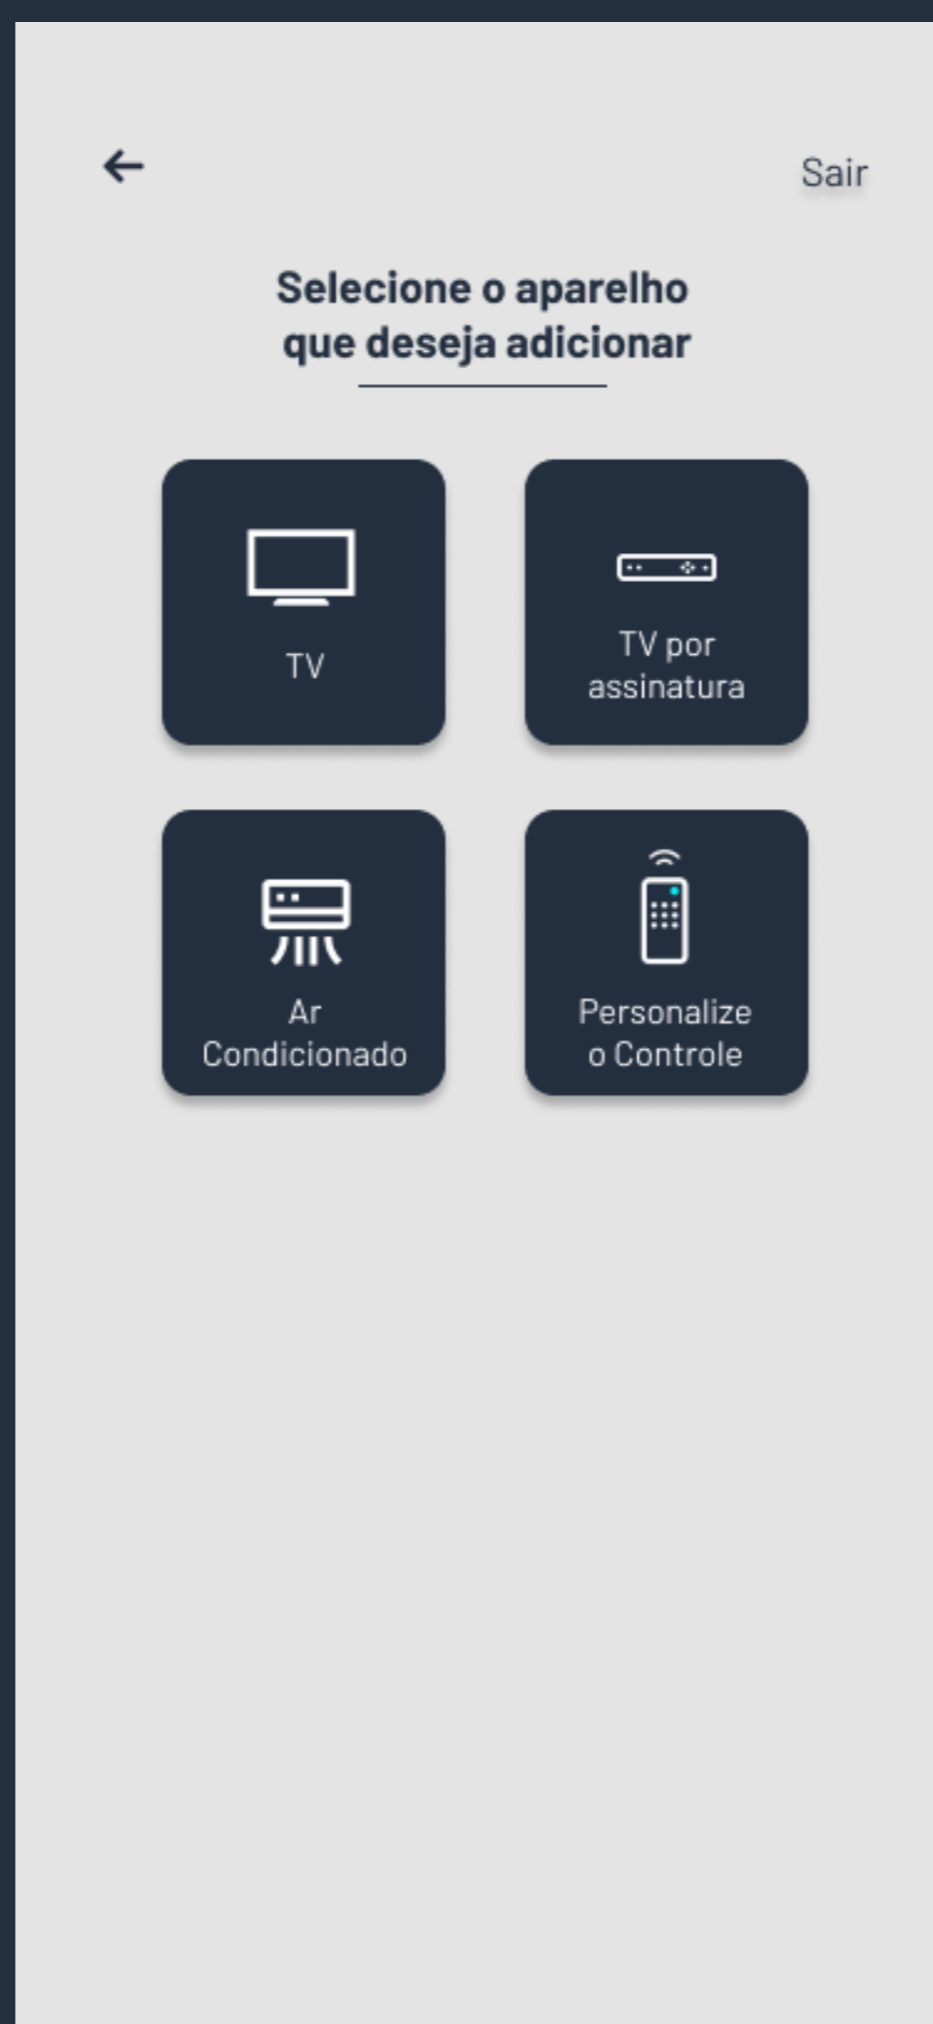 Sair
Selecione o aparelho
que deseja adicionar
TV
TV por
assinatura
Ar
Condicionado
Personalize
o Controle